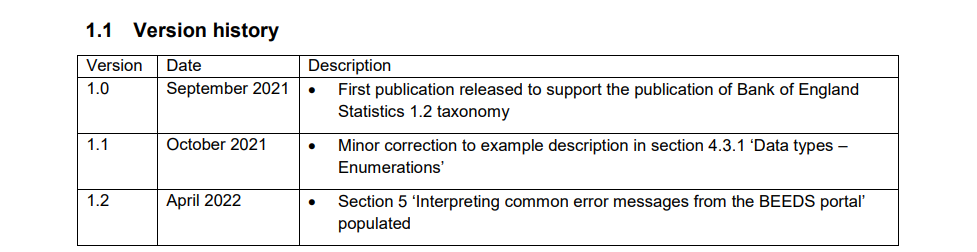 1.1 Version history
Version Date Description
1.0 September 2021 • First publication released to support the publication of Bank of England
Statistics 1.2 taxonomy
1.1 October 2021 • Minor correction to example description in section 4.3.1 ‘Data types –
Enumerations’
1.2 April 2022 • Section 5 ‘Interpreting common error messages from the BEEDS portal’
populated